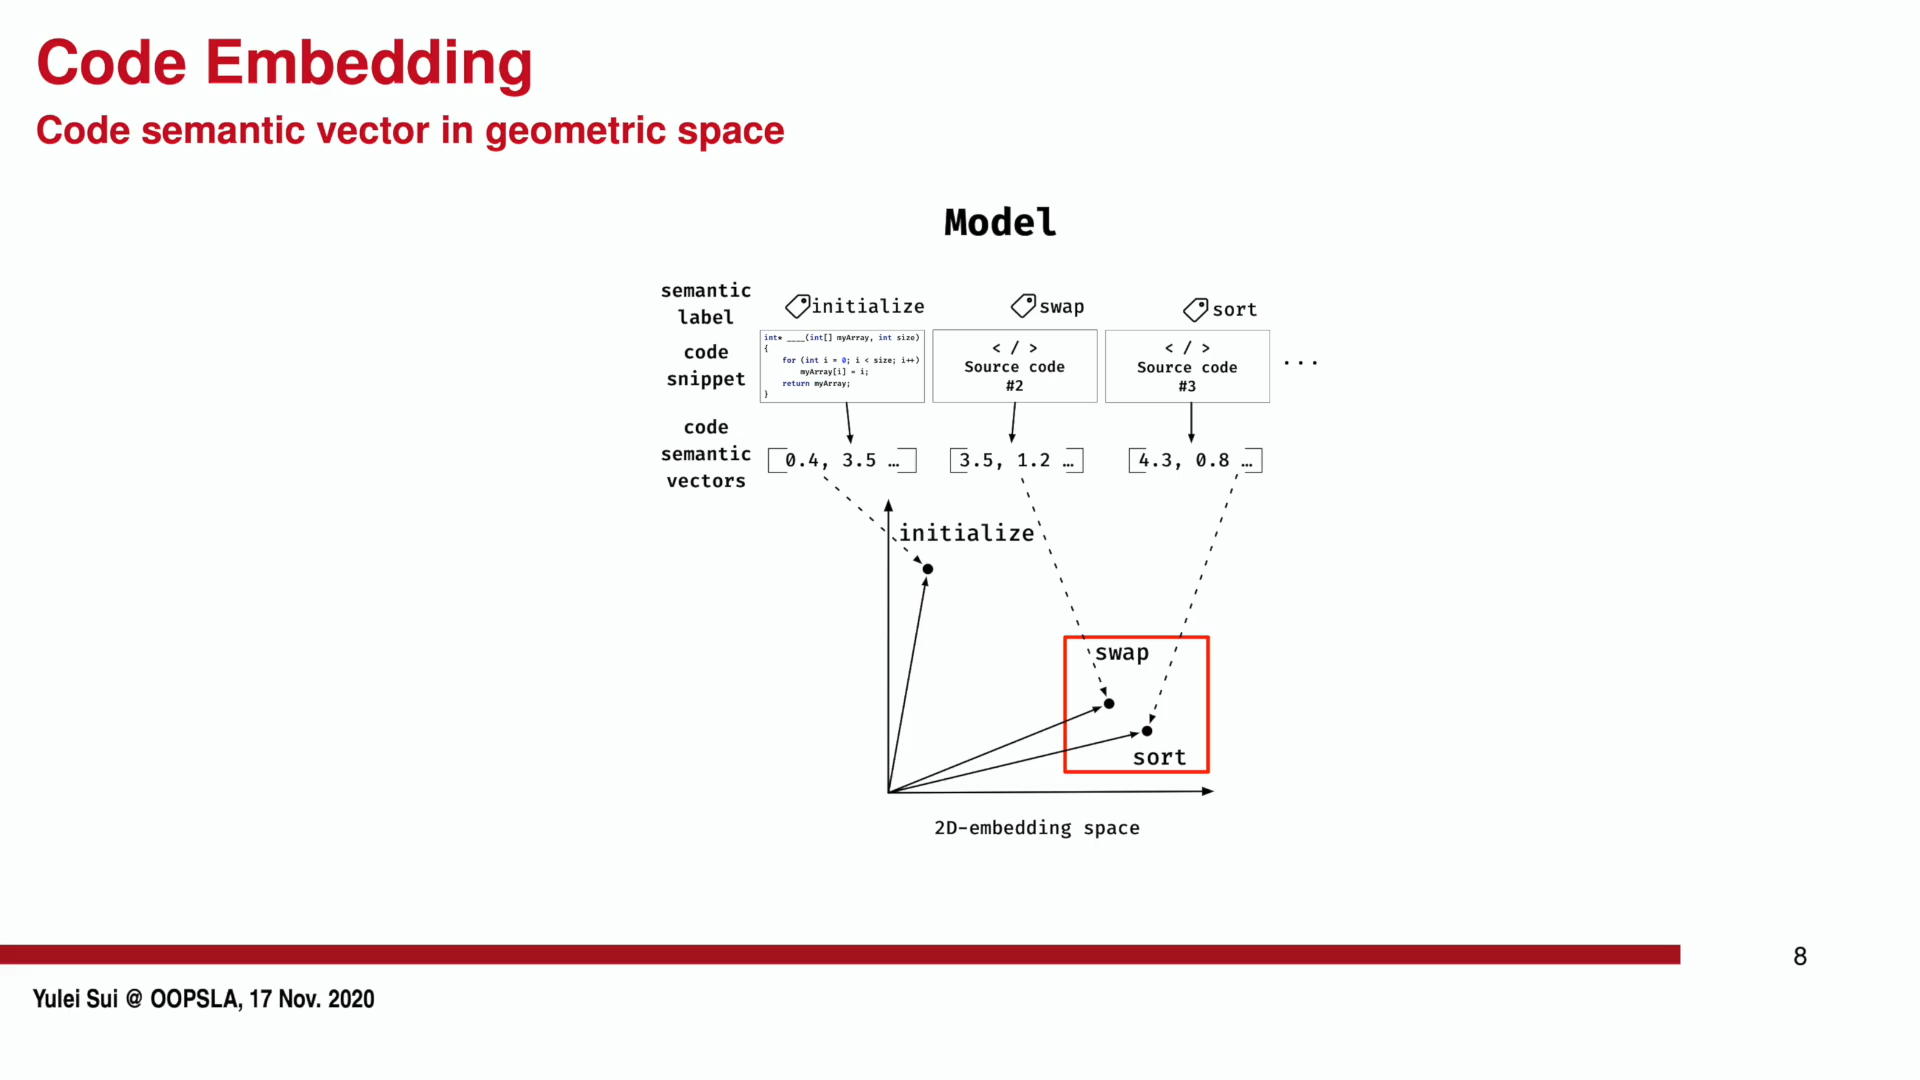 Code Embedding
Code semantic vector in geometric space
Model
semantic
label
initialize
swap
sort
code
snippet
int* ____(int[] myArray, int size)
{
for (int i = 0; i < size; i++)
myArray[i] = i;
return myArray;
}
< / >
Source code
#2
< / >
Source code
#3
...
code
semantic
vectors
0.4, 3.5 …
3.5, 1.2 …
4.3, 0.8 …
initialize
swap
sort
2D-embedding space
8
Yulei Sui @ OOPSLA, 17 Nov. 2020